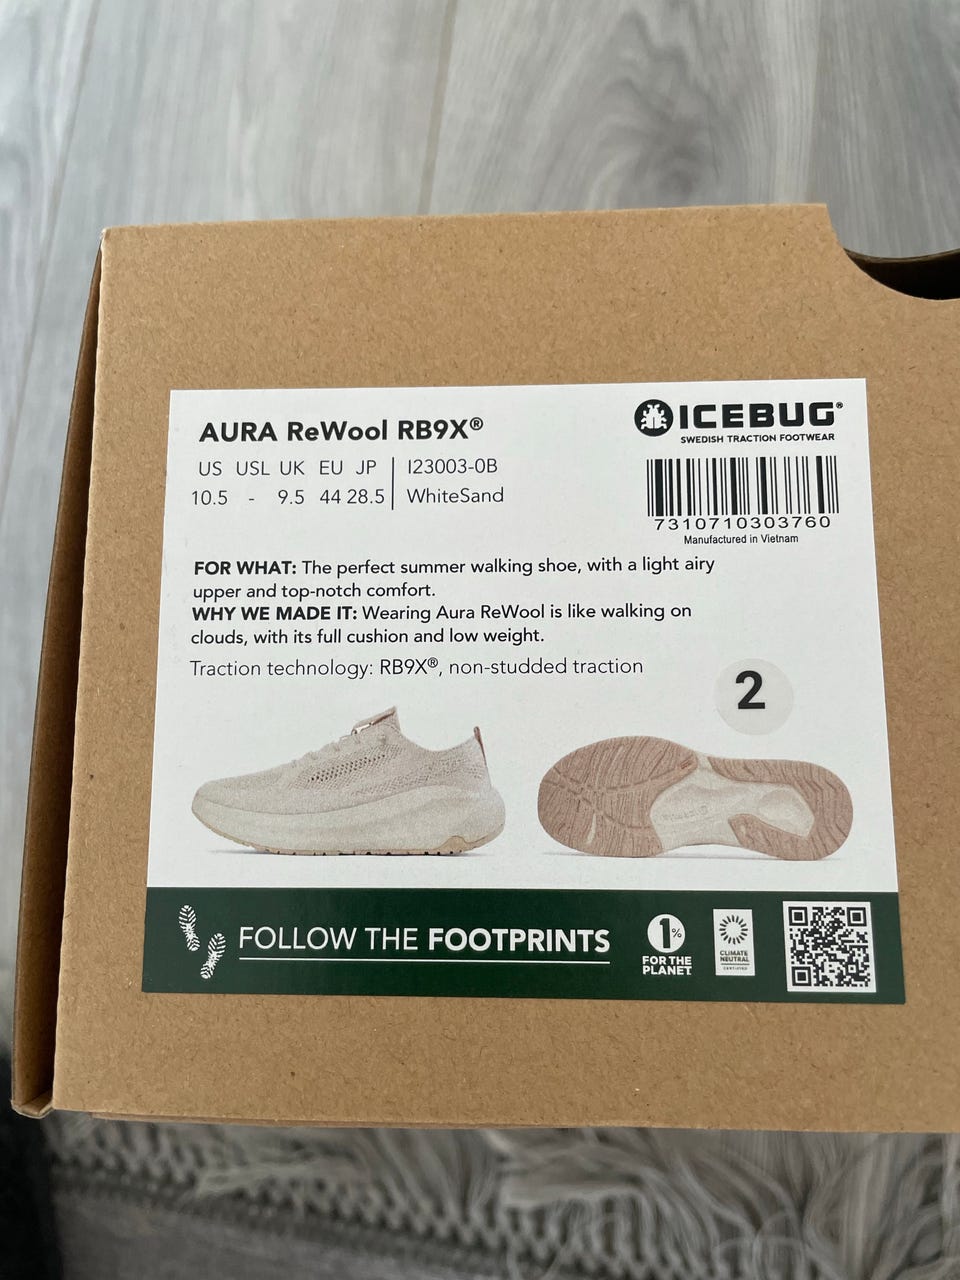 AURA ReWool RB9X®
US USL UK EU JP
10.5 - 9.5 44 28.5
I23003-0B
WhiteSand
ICEBUG®
SWEDISH TRACTION FOOTWEAR
7310710303760
Manufactured in Vietnam
FOR WHAT: The perfect summer walking shoe, with a light airy
upper and top-notch comfort.
WHY WE MADE IT: Wearing Aura ReWool is like walking on
clouds, with its full cushion and low weight.
Traction technology: RB9X®, non-studded traction
2
FOLLOW THE FOOTPRINTS
1%
FOR THE
PLANET
CLIMATE
NEUTRAL
CERTIFIED